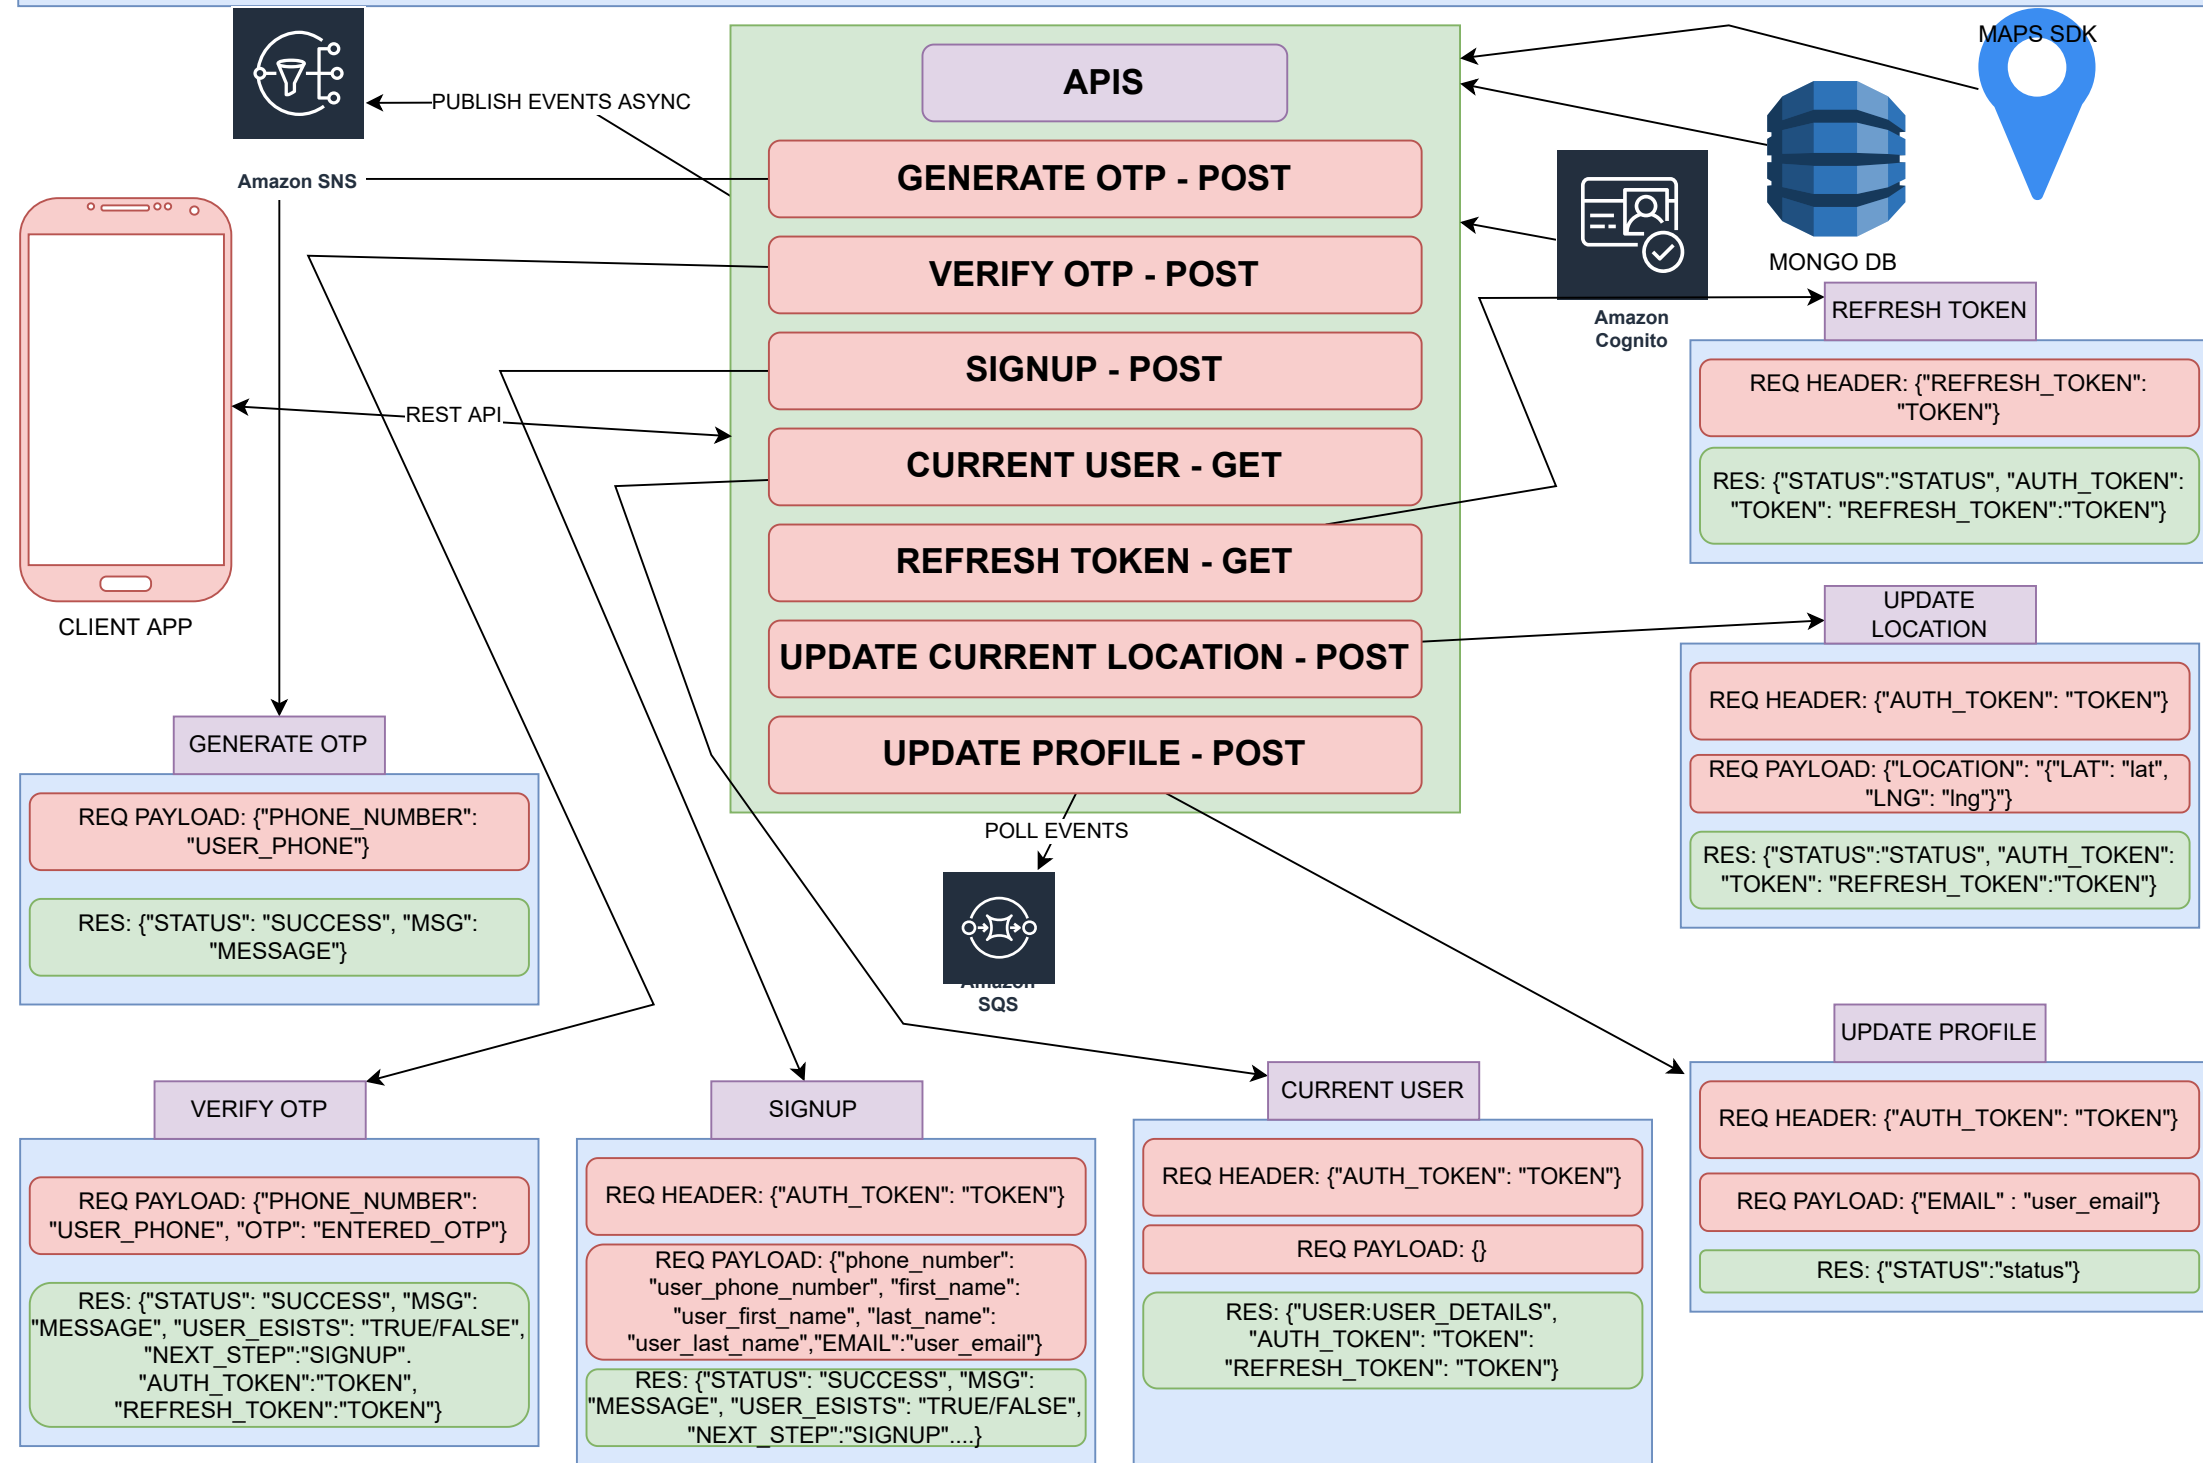 MAPS SDK
APIS
PUBLISH EVENTS ASYNC
Amazon SNS
GENERATE OTP - POST
VERIFY OTP - POST
SIGNUP - POST
CURRENT USER - GET
REFRESH TOKEN - GET
UPDATE CURRENT LOCATION - POST
UPDATE PROFILE - POST
REST API
CLIENT APP
MONGO DB
Amazon
Cognito
REFRESH TOKEN
REQ HEADER: {"REFRESH_TOKEN":
"TOKEN"}
RES: {"STATUS":"STATUS", "AUTH_TOKEN":
"TOKEN": "REFRESH_TOKEN":"TOKEN"}
UPDATE
LOCATION
REQ HEADER: {"AUTH_TOKEN": "TOKEN"}
REQ PAYLOAD: {"LOCATION": "{"LAT": "lat",
"LNG": "lng"}"}
RES: {"STATUS":"STATUS", "AUTH_TOKEN":
"TOKEN": "REFRESH_TOKEN":"TOKEN"}
GENERATE OTP
REQ PAYLOAD: {"PHONE_NUMBER":
"USER_PHONE"}
RES: {"STATUS": "SUCCESS", "MSG":
"MESSAGE"}
POLL EVENTS
Amazon
SQS
VERIFY OTP
REQ PAYLOAD: {"PHONE_NUMBER":
"USER_PHONE", "OTP": "ENTERED_OTP"}
RES: {"STATUS": "SUCCESS", "MSG":
"MESSAGE", "USER_ESISTS": "TRUE/FALSE",
"NEXT_STEP":"SIGNUP".
"AUTH_TOKEN":"TOKEN",
"REFRESH_TOKEN":"TOKEN"}
SIGNUP
REQ HEADER: {"AUTH_TOKEN": "TOKEN"}
REQ PAYLOAD: {"phone_number":
"user_phone_number", "first_name":
"user_first_name", "last_name":
"user_last_name","EMAIL":"user_email"}
RES: {"STATUS": "SUCCESS", "MSG":
"MESSAGE", "USER_ESISTS": "TRUE/FALSE",
"NEXT_STEP":"SIGNUP"....}
CURRENT USER
REQ HEADER: {"AUTH_TOKEN": "TOKEN"}
REQ PAYLOAD: {}
RES: {"USER:USER_DETAILS",
"AUTH_TOKEN": "TOKEN":
"REFRESH_TOKEN": "TOKEN"}
UPDATE PROFILE
REQ HEADER: {"AUTH_TOKEN": "TOKEN"}
REQ PAYLOAD: {"EMAIL" : "user_email"}
RES: {"STATUS":"status"}